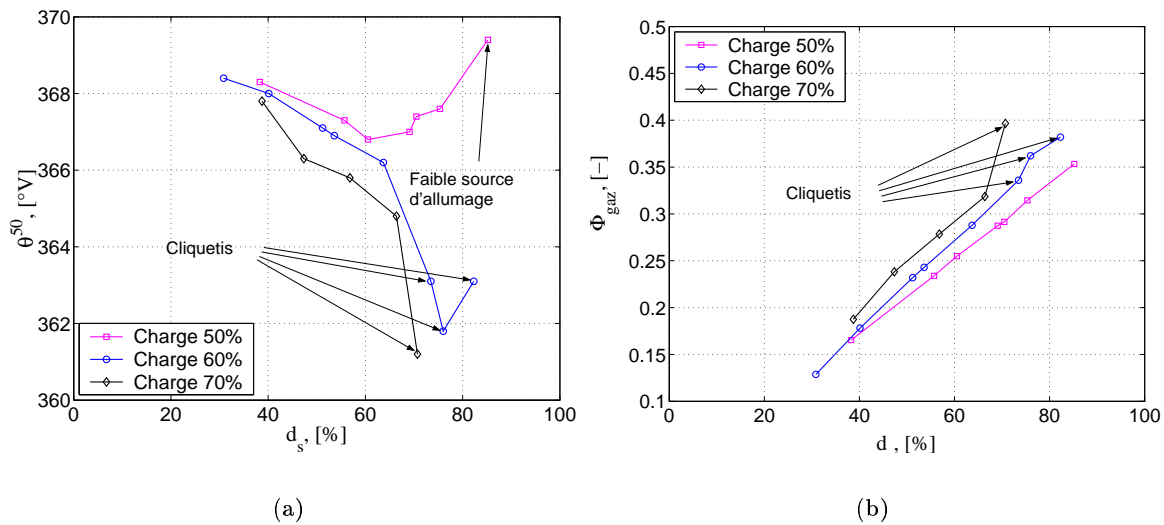 370
368
366
364
362
360
θ⁵⁰, [°V]
0
20
40
60
80
100
d_s, [%]
Faible source
d'allumage
Cliquetis
Charge 50%
Charge 60%
Charge 70%
(a)
0.5
0.45
0.4
0.35
0.3
0.25
0.2
0.15
0.1
Φ_gaz, [−]
0
20
40
60
80
100
d , [%]
Charge 50%
Charge 60%
Charge 70%
Cliquetis
(b)